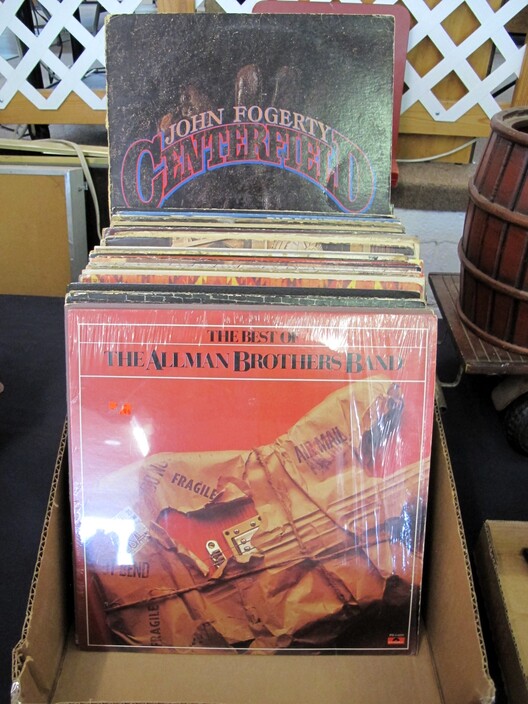 JOHN FOGERTY
CENTERFIELD
THE BEST OF
THE ALLMAN BROTHERS BAND
AIR MAIL
FRAGILE
FRAGILE